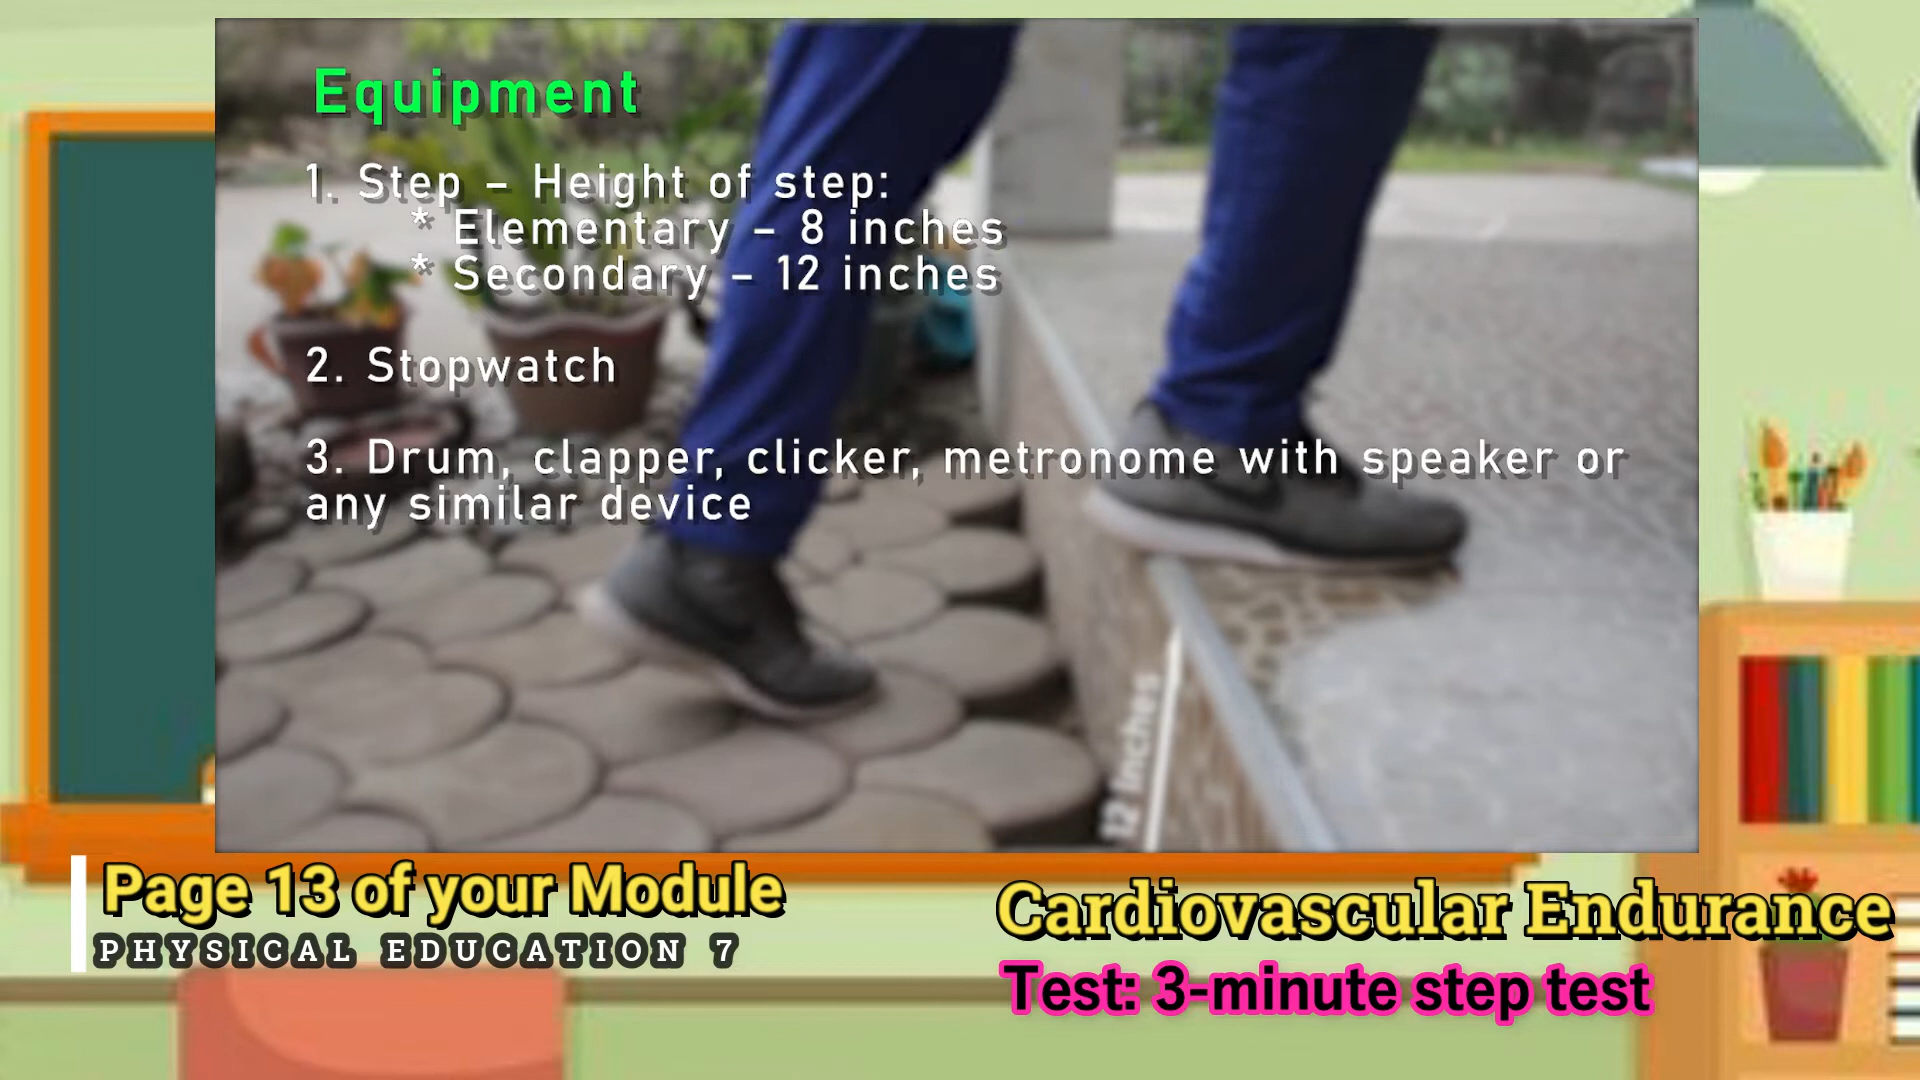 Equipment
1. Step – Height of step:
* Elementary – 8 inches
* Secondary – 12 inches
2. Stopwatch
3. Drum, clapper, clicker, metronome with speaker or
any similar device
12 Inches
Page 13 of your Module
PHYSICAL EDUCATION 7
Cardiovascular Endurance
Test: 3-minute step test